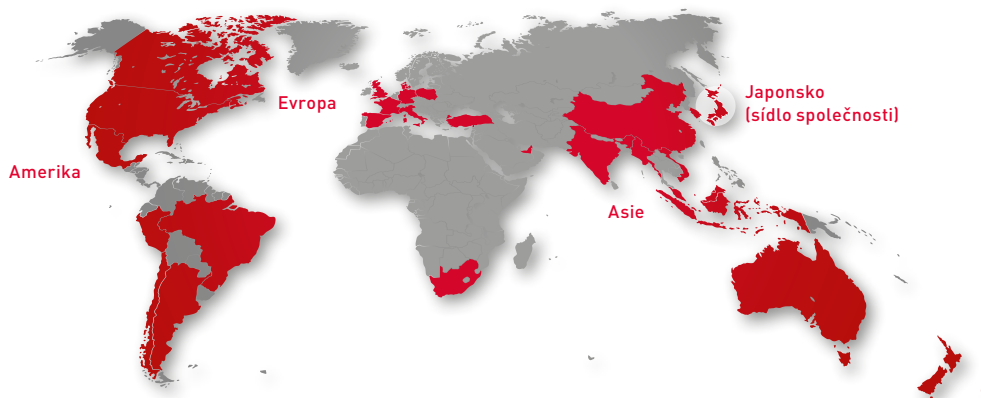 Evropa
Japonsko
(sídlo společnosti)
Amerika
Asie